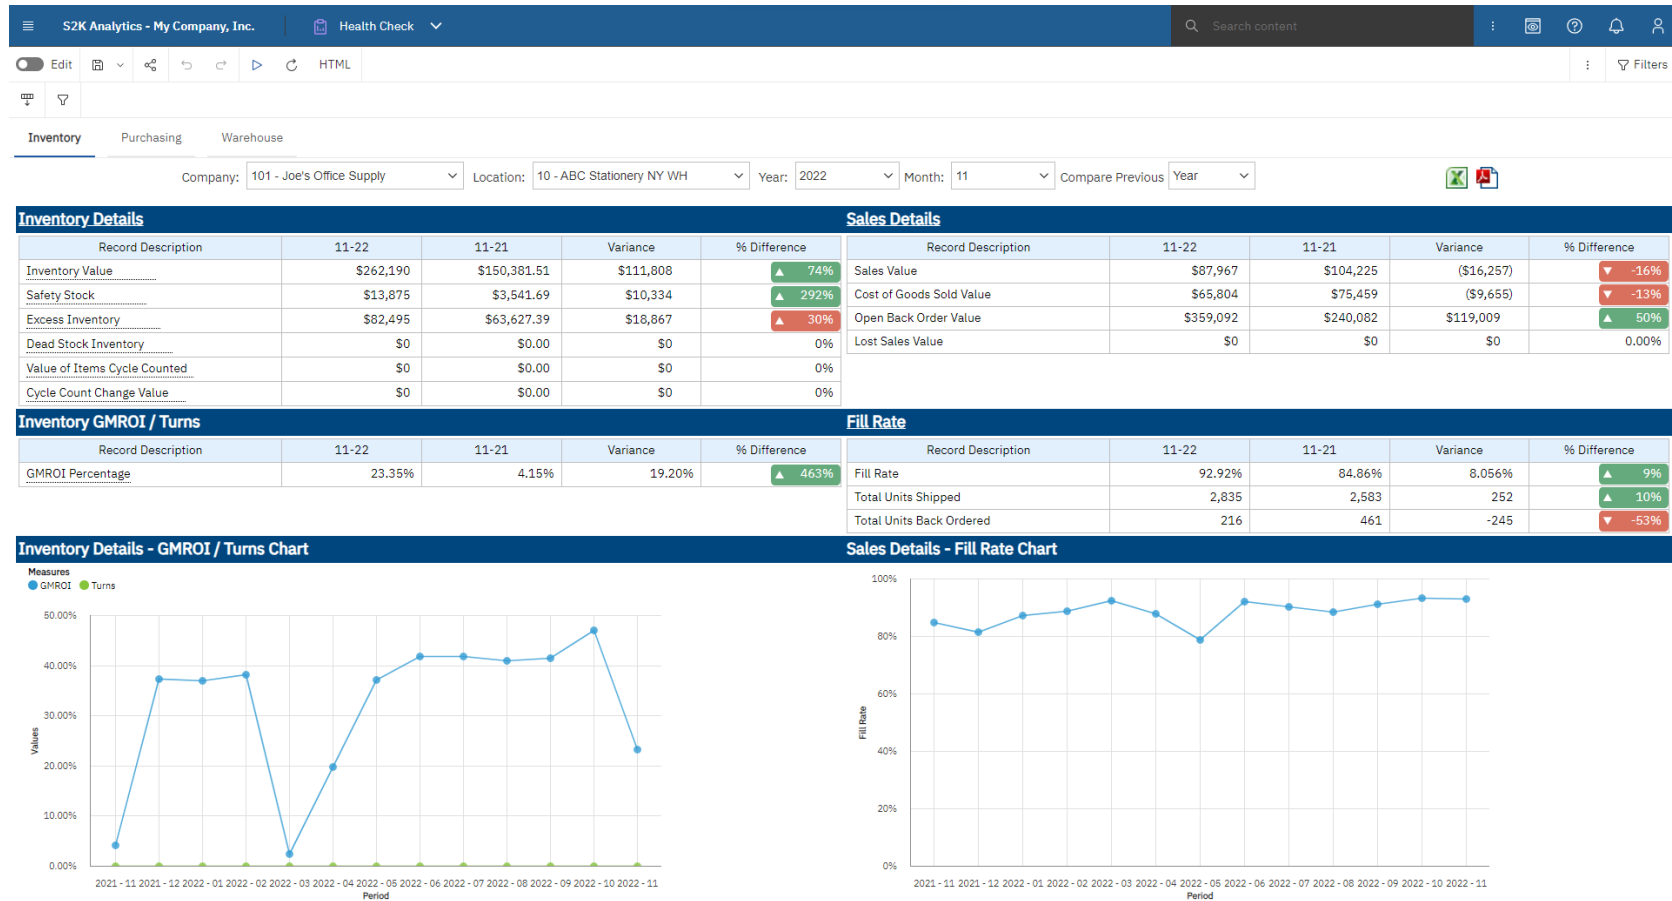 S2K Analytics - My Company, Inc. Health Check Search content
Edit HTML Filters
Inventory Purchasing Warehouse
Company: 101 - Joe's Office Supply Location: 10 - ABC Stationery NY WH Year: 2022 Month: 11 Compare Previous Year
Inventory Details
Record Description 11-22 11-21 Variance % Difference
Inventory Value $262,190 $150,381.51 $111,808 74%
Safety Stock $13,875 $3,541.69 $10,334 292%
Excess Inventory $82,495 $63,627.39 $18,867 30%
Dead Stock Inventory $0 $0.00 $0 0%
Value of Items Cycle Counted $0 $0.00 $0 0%
Cycle Count Change Value $0 $0.00 $0 0%
Sales Details
Record Description 11-22 11-21 Variance % Difference
Sales Value $87,967 $104,225 ($16,257) -16%
Cost of Goods Sold Value $65,804 $75,459 ($9,655) -13%
Open Back Order Value $359,092 $240,082 $119,009 50%
Lost Sales Value $0 $0 $0 0.00%
Inventory GMROI / Turns
Record Description 11-22 11-21 Variance % Difference
GMROI Percentage 23.35% 4.15% 19.20% 463%
Fill Rate
Record Description 11-22 11-21 Variance % Difference
Fill Rate 92.92% 84.86% 8.056% 9%
Total Units Shipped 2,835 2,583 252 10%
Total Units Back Ordered 216 461 -245 -53%
Inventory Details - GMROI / Turns Chart
Measures
GMROI Turns
50.00%
40.00%
30.00%
20.00%
10.00%
0.00%
Values
2021 - 11 2021 - 12 2022 - 01 2022 - 02 2022 - 03 2022 - 04 2022 - 05 2022 - 06 2022 - 07 2022 - 08 2022 - 09 2022 - 10 2022 - 11
Period
Sales Details - Fill Rate Chart
100%
80%
60%
40%
20%
0%
Fill Rate
2021 - 11 2021 - 12 2022 - 01 2022 - 02 2022 - 03 2022 - 04 2022 - 05 2022 - 06 2022 - 07 2022 - 08 2022 - 09 2022 - 10 2022 - 11
Period